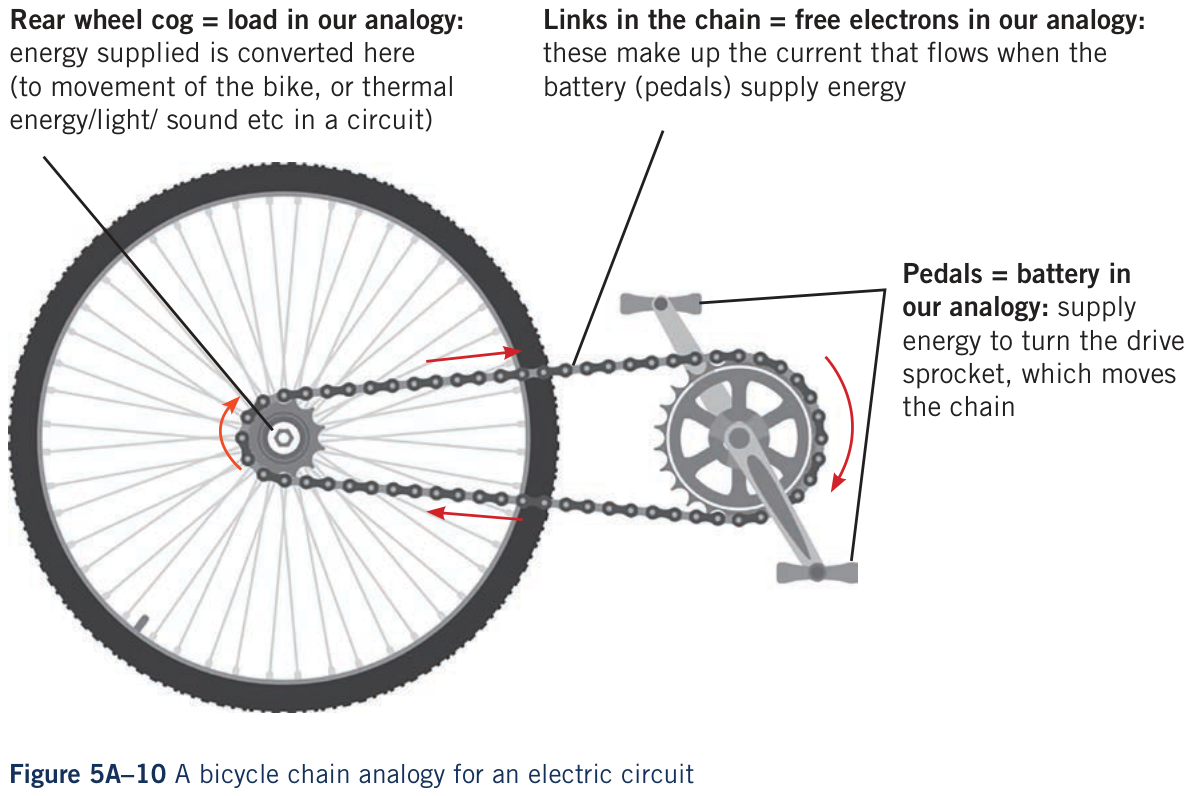 Rear wheel cog = load in our analogy:
energy supplied is converted here
(to movement of the bike, or thermal
energy/light/ sound etc in a circuit)
Links in the chain = free electrons in our analogy:
these make up the current that flows when the
battery (pedals) supply energy
Pedals = battery in
our analogy: supply
energy to turn the drive
sprocket, which moves
the chain
Figure 5A–10 A bicycle chain analogy for an electric circuit